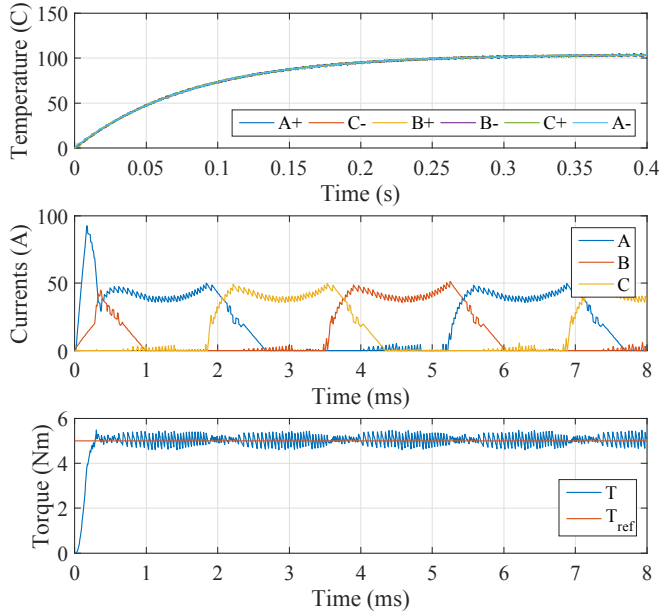 Temperature (C)
150
100
50
0
A+ C- B+ B- C+ A-
0 0.05 0.1 0.15 0.2 0.25 0.3 0.35 0.4
Time (s)
Currents (A)
100
50
0
A
B
C
0 1 2 3 4 5 6 7 8
Time (ms)
Torque (Nm)
6
4
2
0
T
T_ref
0 1 2 3 4 5 6 7 8
Time (ms)